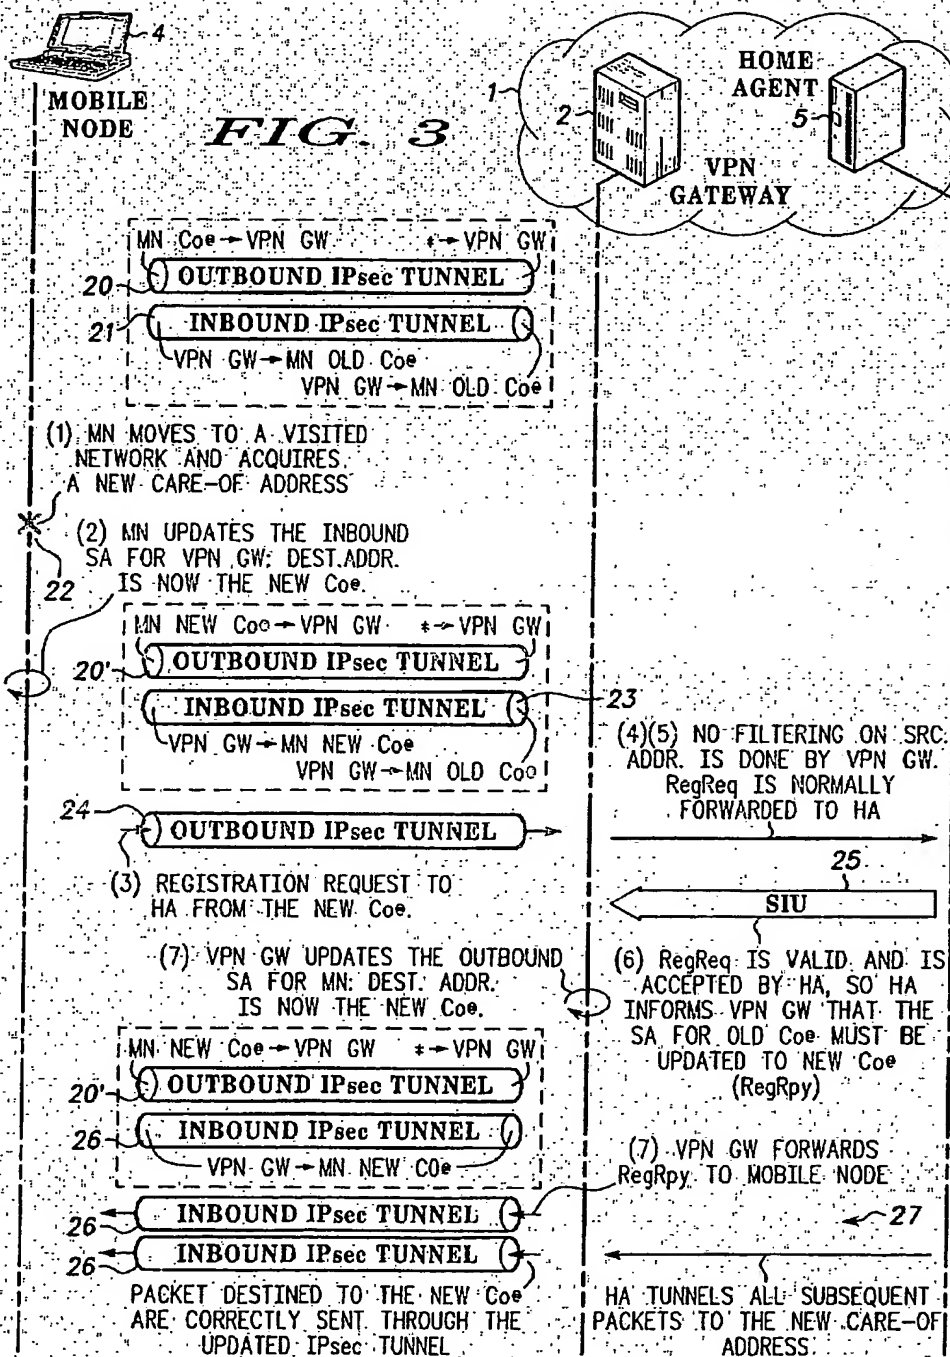 4
MOBILE
NODE
FIG. 3
1
2
HOME
AGENT
5
VPN
GATEWAY
MN Coe→VPN GW *→VPN GW
20 OUTBOUND IPsec TUNNEL
21 INBOUND IPsec TUNNEL
VPN GW→MN OLD Coe
VPN GW→MN OLD Coe
(1) MN MOVES TO A VISITED
NETWORK AND ACQUIRES
A NEW CARE-OF ADDRESS
22
(2) MN UPDATES THE INBOUND
SA FOR VPN GW: DEST.ADDR.
IS NOW THE NEW Coe.
MN NEW Coe→VPN GW *→VPN GW
20' OUTBOUND IPsec TUNNEL
INBOUND IPsec TUNNEL 23
VPN GW→MN NEW Coe
VPN GW→MN OLD Coe
24 OUTBOUND IPsec TUNNEL
(3) REGISTRATION REQUEST TO
HA FROM THE NEW Coe.
(4)(5) NO FILTERING ON SRC.
ADDR. IS DONE BY VPN GW.
RegReq IS NORMALLY
FORWARDED TO HA
25
SIU
(6) RegReq IS VALID AND IS
ACCEPTED BY HA, SO HA
INFORMS VPN GW THAT THE
SA FOR OLD Coe MUST BE
UPDATED TO NEW Coe
(RegRpy)
(7) VPN GW UPDATES THE OUTBOUND
SA FOR MN: DEST. ADDR.
IS NOW THE NEW Coe.
MN NEW Coe→VPN GW *→VPN GW
20' OUTBOUND IPsec TUNNEL
26 INBOUND IPsec TUNNEL
VPN GW→MN NEW COe
(7) VPN GW FORWARDS
RegRpy TO MOBILE NODE
26 INBOUND IPsec TUNNEL
26 INBOUND IPsec TUNNEL
27
PACKET DESTINED TO THE NEW Coe
ARE CORRECTLY SENT THROUGH THE
UPDATED IPsec TUNNEL
HA TUNNELS ALL SUBSEQUENT
PACKETS TO THE NEW CARE-OF
ADDRESS